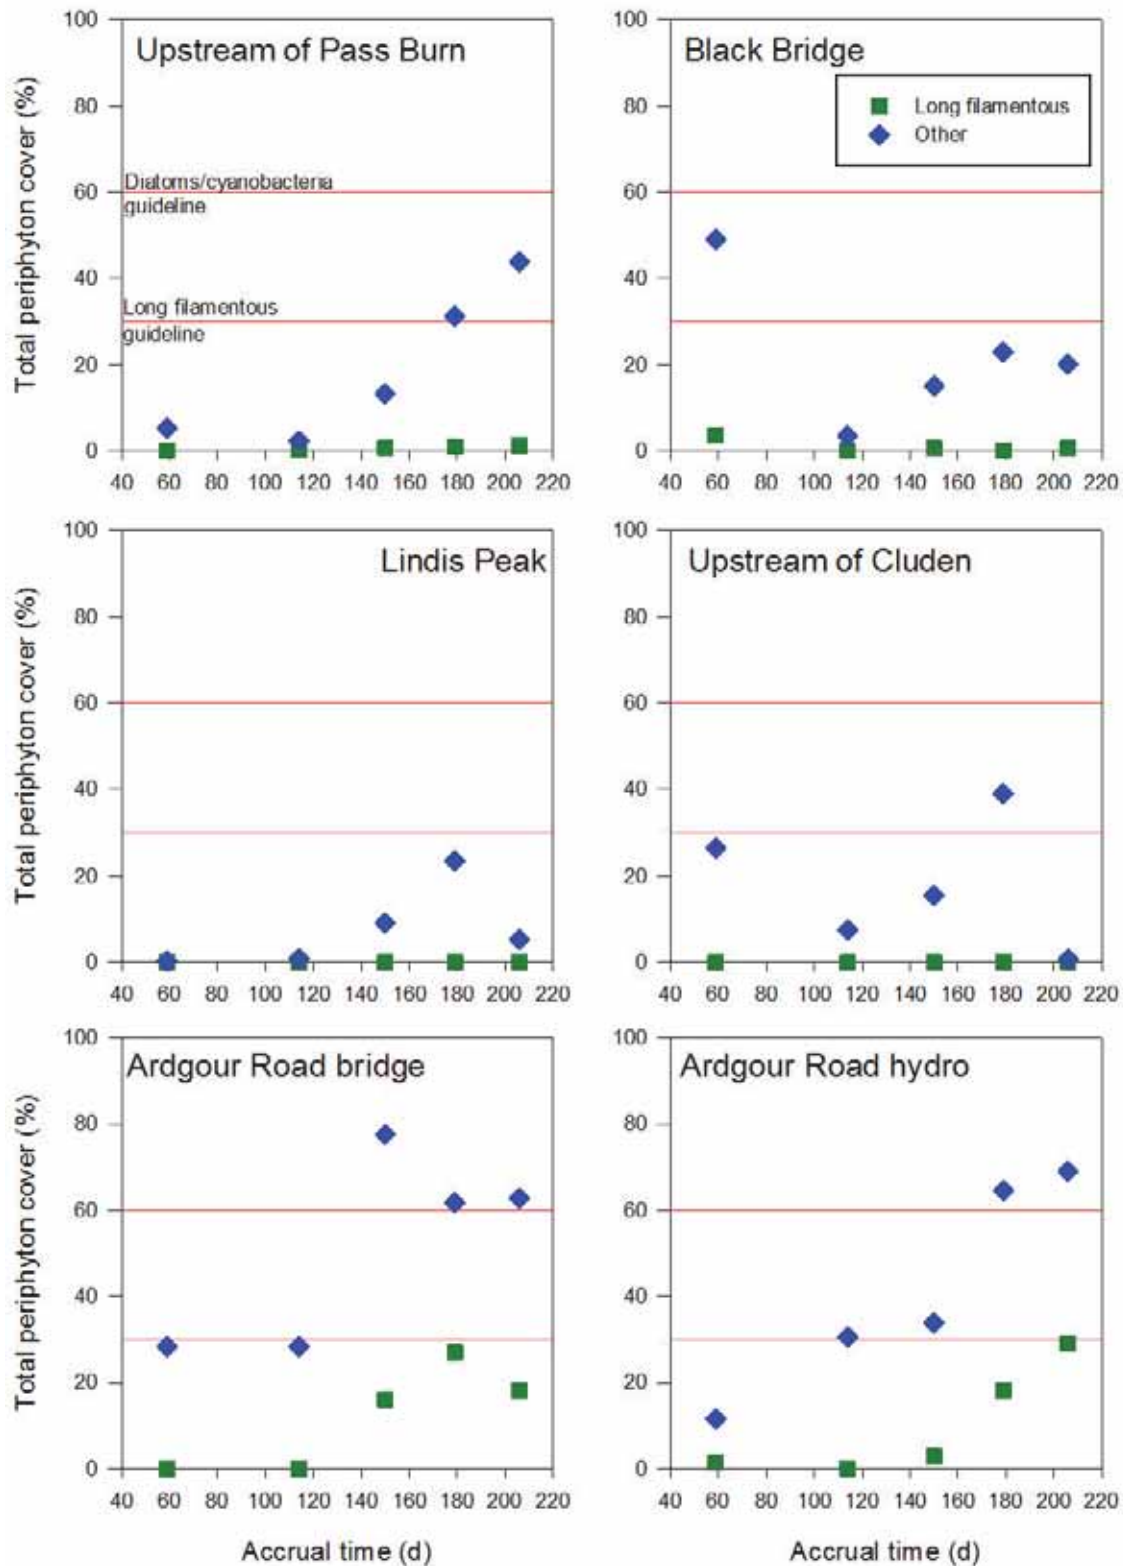 Upstream of Pass Burn
Total periphyton cover (%)
100
80
60
40
20
0
Diatoms/cyanobacteria
guideline
Long filamentous
guideline
40 60 80 100 120 140 160 180 200 220
Black Bridge
Long filamentous
Other
100
80
60
40
20
0
40 60 80 100 120 140 160 180 200 220
Lindis Peak
Total periphyton cover (%)
100
80
60
40
20
0
40 60 80 100 120 140 160 180 200 220
Upstream of Cluden
100
80
60
40
20
0
40 60 80 100 120 140 160 180 200 220
Ardgour Road bridge
Total periphyton cover (%)
100
80
60
40
20
0
40 60 80 100 120 140 160 180 200 220
Accrual time (d)
Ardgour Road hydro
100
80
60
40
20
0
40 60 80 100 120 140 160 180 200 220
Accrual time (d)